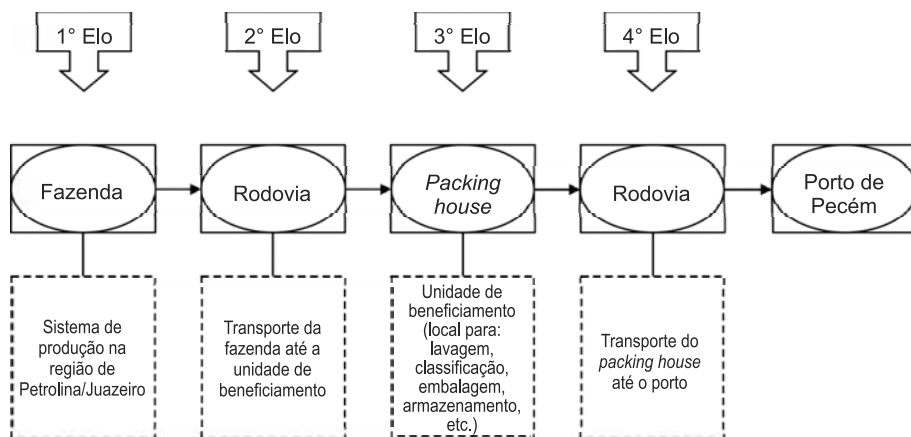 1° Elo
2° Elo
3° Elo
4° Elo
Fazenda
Rodovia
Packing
house
Rodovia
Porto de
Pecém
Sistema de
produção na
região de
Petrolina/Juazeiro
Transporte da
fazenda até a
unidade de
beneficiamento
Unidade de
beneficiamento
(local para:
lavagem,
classificação,
embalagem,
armazenamento,
etc.)
Transporte do
packing house
até o porto